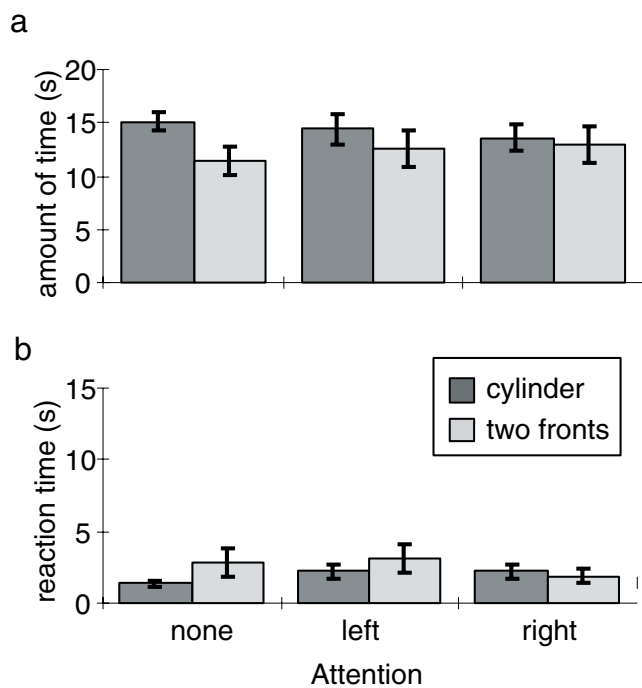 a
amount of time (s)
20
15
10
5
0
b
reaction time (s)
15
10
5
0
cylinder
two fronts
none left right
Attention